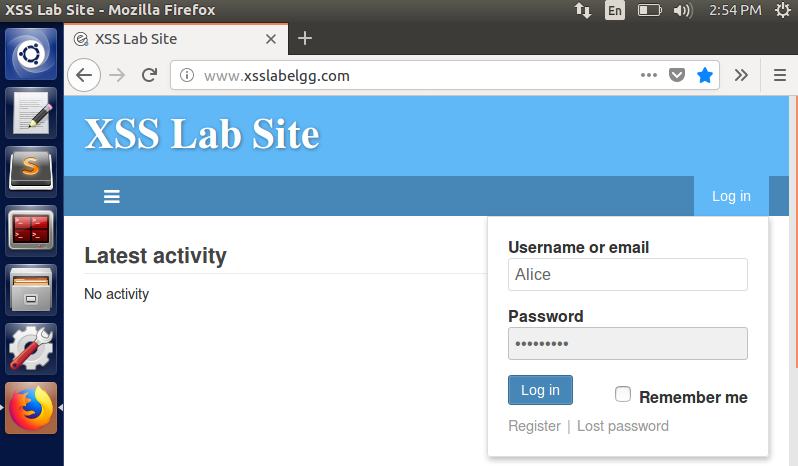 XSS Lab Site - Mozilla Firefox
En
2:54 PM
XSS Lab Site
www.xsslabelgg.com
XSS Lab Site
Log in
Latest activity
No activity
Username or email
Alice
Password
•••••••••
Log in
Remember me
Register | Lost password